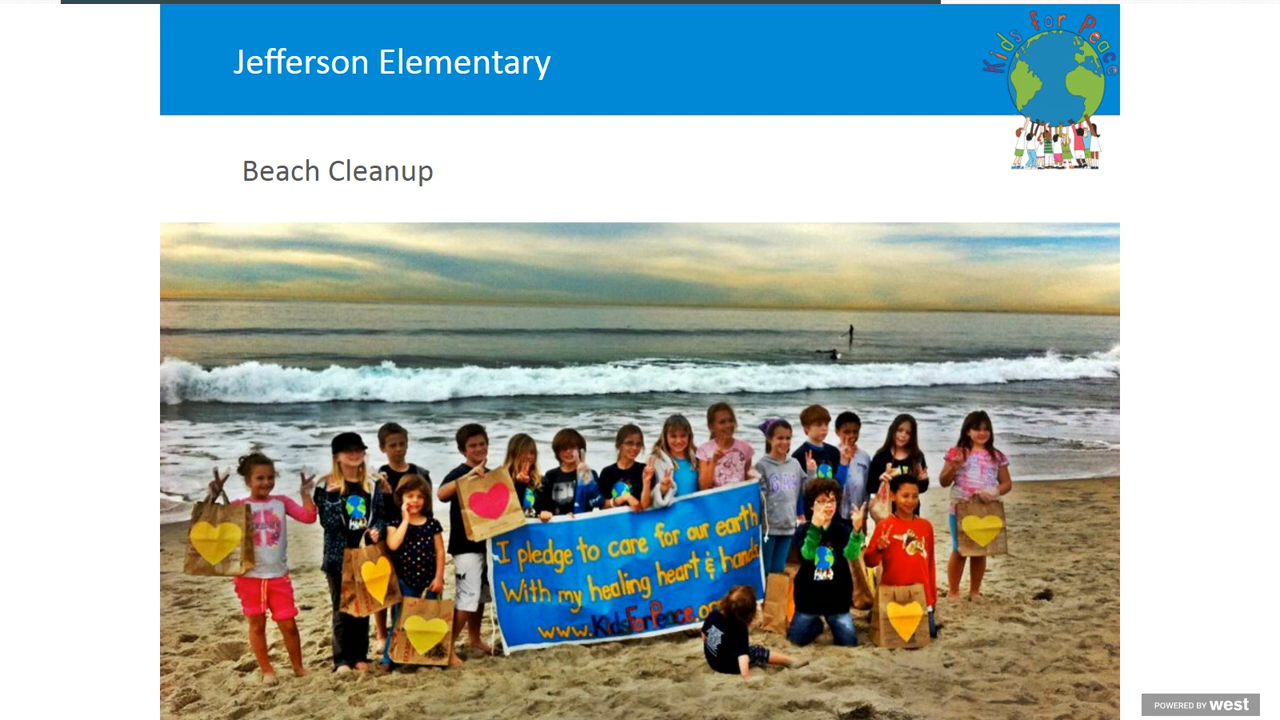 Jefferson Elementary
Kids for Peace
Beach Cleanup
I pledge to care for our earth
With my healing heart & hands
www.KidsForPeace.org
POWERED BY west